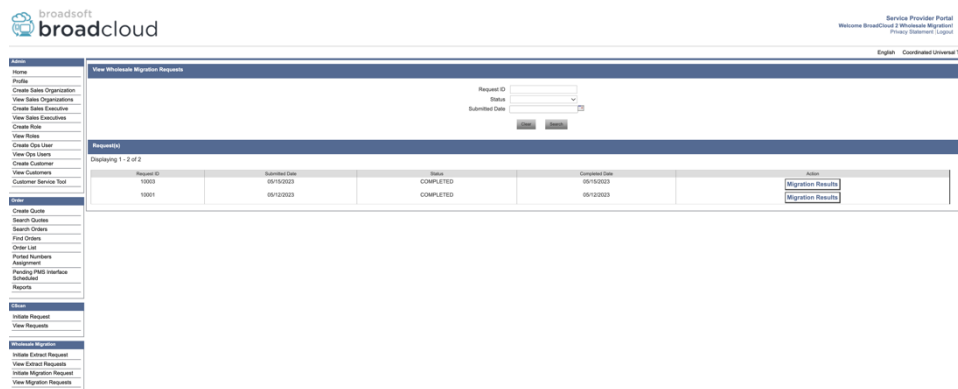 broadsoft
broadcloud
Service Provider Portal
Welcome BroadCloud 2 Wholesale Migration!
Privacy Statement | Logout
English Coordinated Universal T
Admin
Home
Profile
Create Sales Organization
View Sales Organizations
Create Sales Executive
View Sales Executives
Create Role
View Roles
Create Ops User
View Ops Users
Create Customer
View Customers
Customer Service Tool
Order
Create Quote
Search Quotes
Search Orders
Find Orders
Order List
Ported Numbers
Assignment
Pending PMS Interface
Scheduled
Reports
CScan
Initiate Request
View Requests
Wholesale Migration
Initiate Extract Request
View Extract Requests
Initiate Migration Request
View Migration Requests
View Wholesale Migration Requests
Request ID
Status
Submitted Date
Clear Search
Request(s)
Displaying 1 - 2 of 2
Request ID Submitted Date Status Completed Date Action
10003 05/15/2023 COMPLETED 05/15/2023 Migration Results
10001 05/12/2023 COMPLETED 05/12/2023 Migration Results